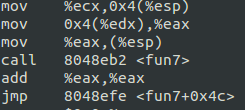 mov %ecx,0x4(%esp)
mov 0x4(%edx),%eax
mov %eax,(%esp)
call 8048eb2 <fun7>
add %eax,%eax
jmp 8048efe <fun7+0x4c>